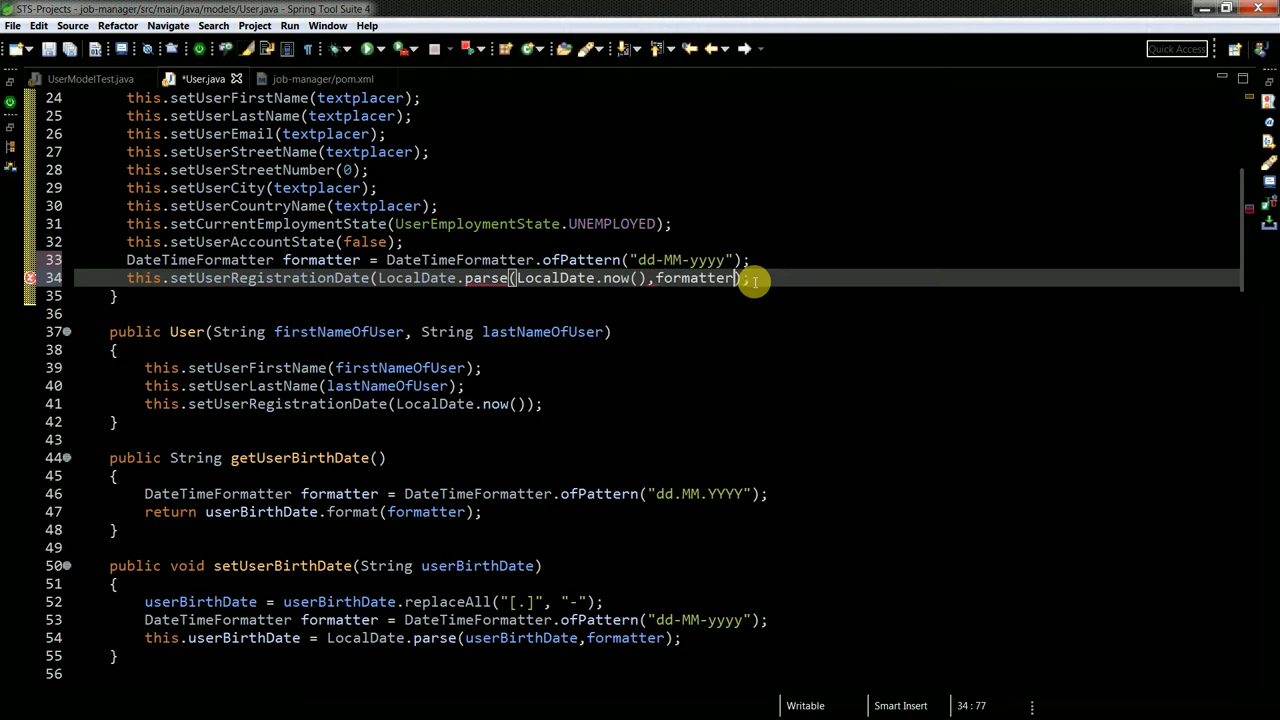 STS-Projects - job-manager/src/main/java/models/User.java - Spring Tool Suite 4
File Edit Source Refactor Navigate Search Project Run Window Help
Quick Access
UserModelTest.java *User.java job-manager/pom.xml
24 this.setUserFirstName(textplacer);
25 this.setUserLastName(textplacer);
26 this.setUserEmail(textplacer);
27 this.setUserStreetName(textplacer);
28 this.setUserStreetNumber(0);
29 this.setUserCity(textplacer);
30 this.setUserCountryName(textplacer);
31 this.setCurrentEmploymentState(UserEmploymentState.UNEMPLOYED);
32 this.setUserAccountState(false);
33 DateTimeFormatter formatter = DateTimeFormatter.ofPattern("dd-MM-yyyy");
34 this.setUserRegistrationDate(LocalDate.parse(LocalDate.now(),formatter);
35 }
36
37 public User(String firstNameOfUser, String lastNameOfUser)
38 {
39 this.setUserFirstName(firstNameOfUser);
40 this.setUserLastName(lastNameOfUser);
41 this.setUserRegistrationDate(LocalDate.now());
42 }
43
44 public String getUserBirthDate()
45 {
46 DateTimeFormatter formatter = DateTimeFormatter.ofPattern("dd.MM.YYYY");
47 return userBirthDate.format(formatter);
48 }
49
50 public void setUserBirthDate(String userBirthDate)
51 {
52 userBirthDate = userBirthDate.replaceAll("[.]", "-");
53 DateTimeFormatter formatter = DateTimeFormatter.ofPattern("dd-MM-yyyy");
54 this.userBirthDate = LocalDate.parse(userBirthDate,formatter);
55 }
56
Writable Smart Insert 34 : 77